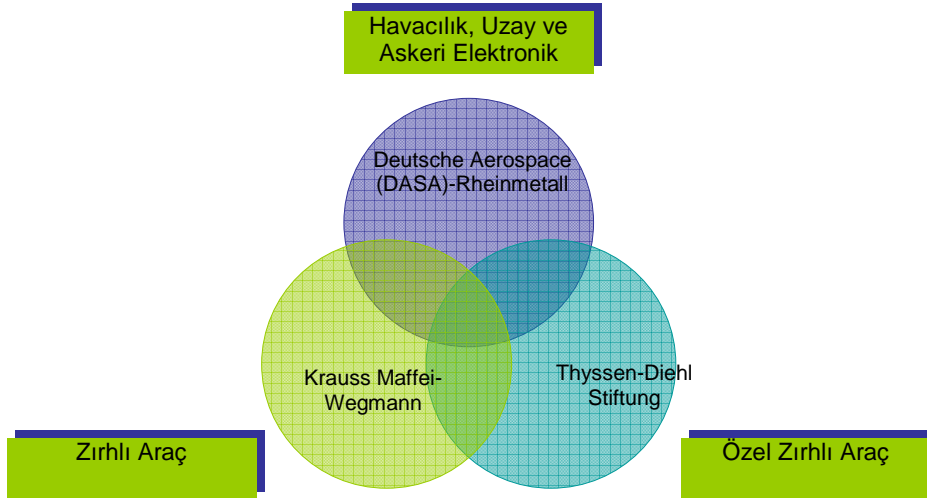 Havacılık, Uzay ve
Askeri Elektronik
Deutsche Aerospace
(DASA)-Rheinmetall
Krauss Maffei-
Wegmann
Thyssen-Diehl
Stiftung
Zırhlı Araç
Özel Zırhlı Araç